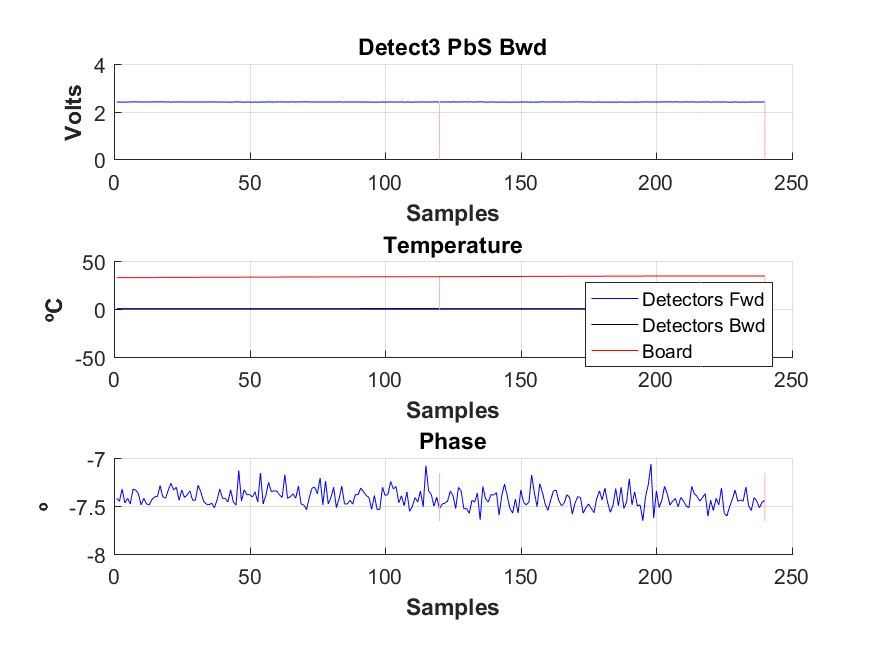 Detect3 PbS Bwd
Volts
4
2
0
0 50 100 150 200 250
Samples
Temperature
ºC
50
0
-50
Detectors Fwd
Detectors Bwd
Board
0 50 100 150 200 250
Samples
Phase
º
-7
-7.5
-8
0 50 100 150 200 250
Samples